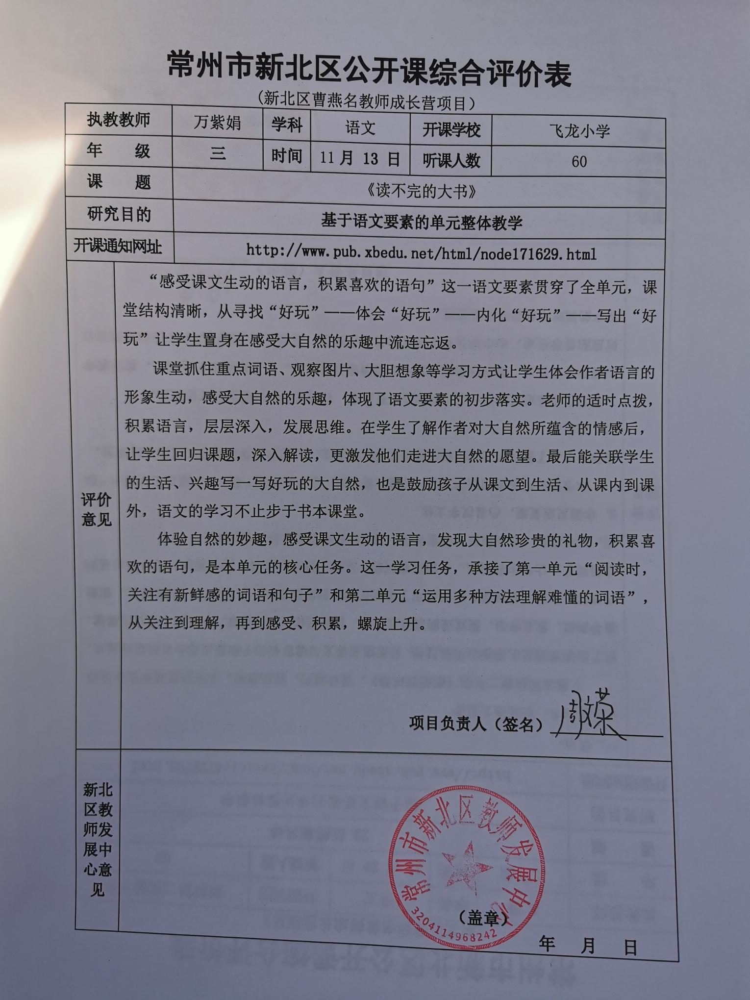 常州市新北区公开课综合评价表
（新北区曹燕名教师成长营项目）
执教教师 万紫娟 学科 语文 开课学校 飞龙小学
年 级 三 时间 11月 13 日 听课人数 60
课 题 《读不完的大书》
研究目的 基于语文要素的单元整体教学
开课通知网址 http://www.pub.xbedu.net/html/node171629.html
评价
意见
“感受课文生动的语言，积累喜欢的语句”这一语文要素贯穿了全单元，课
堂结构清晰，从寻找“好玩”——体会“好玩”——内化“好玩”——写出“好
玩”让学生置身在感受大自然的乐趣中流连忘返。
课堂抓住重点词语、观察图片、大胆想象等学习方式让学生体会作者语言的
形象生动，感受大自然的乐趣，体现了语文要素的初步落实。老师的适时点拨，
积累语言，层层深入，发展思维。在学生了解作者对大自然所蕴含的情感后，
让学生回归课题，深入解读，更激发他们走进大自然的愿望。最后能关联学生
的生活、兴趣写一写好玩的大自然，也是鼓励孩子从课文到生活、从课内到课
外，语文的学习不止步于书本课堂。
体验自然的妙趣，感受课文生动的语言，发现大自然珍贵的礼物，积累喜
欢的语句，是本单元的核心任务。这一学习任务，承接了第一单元“阅读时，
关注有新鲜感的词语和句子”和第二单元“运用多种方法理解难懂的词语”，
从关注到理解，再到感受、积累，螺旋上升。
项目负责人（签名）周文荣
新北
区教
师发
展中
心意
见
常州市新北区教师发展中心
3204114968242
（盖章）
年 月 日